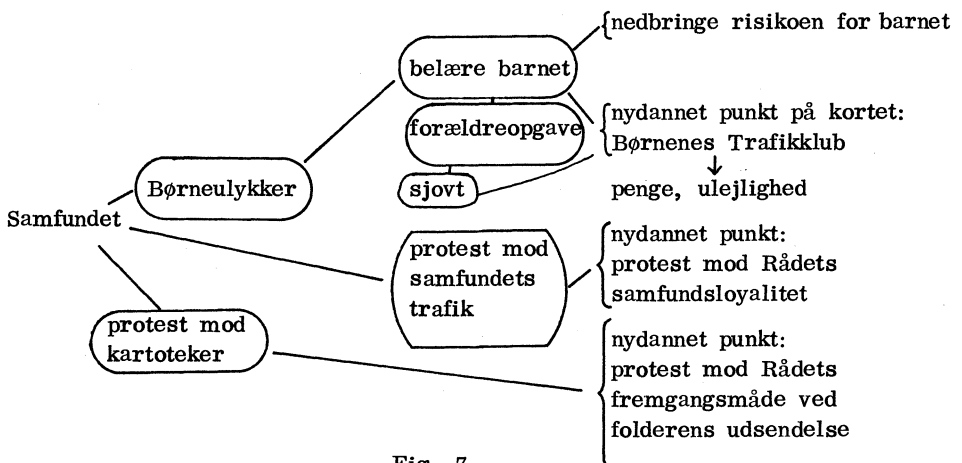 {nedbringe risikoen for barnet
belære barnet
forældreopgave
sjovt
nydannet punkt på kortet:
Børnenes Trafikklub
penge, ulejlighed
Børneulykker
Samfundet
protest mod
samfundets
trafik
nydannet punkt:
protest mod Rådets
samfundsloyalitet
protest mod
kartoteker
nydannet punkt:
protest mod Rådets
fremgangsmåde ved
folderens udsendelse
Fig. 7